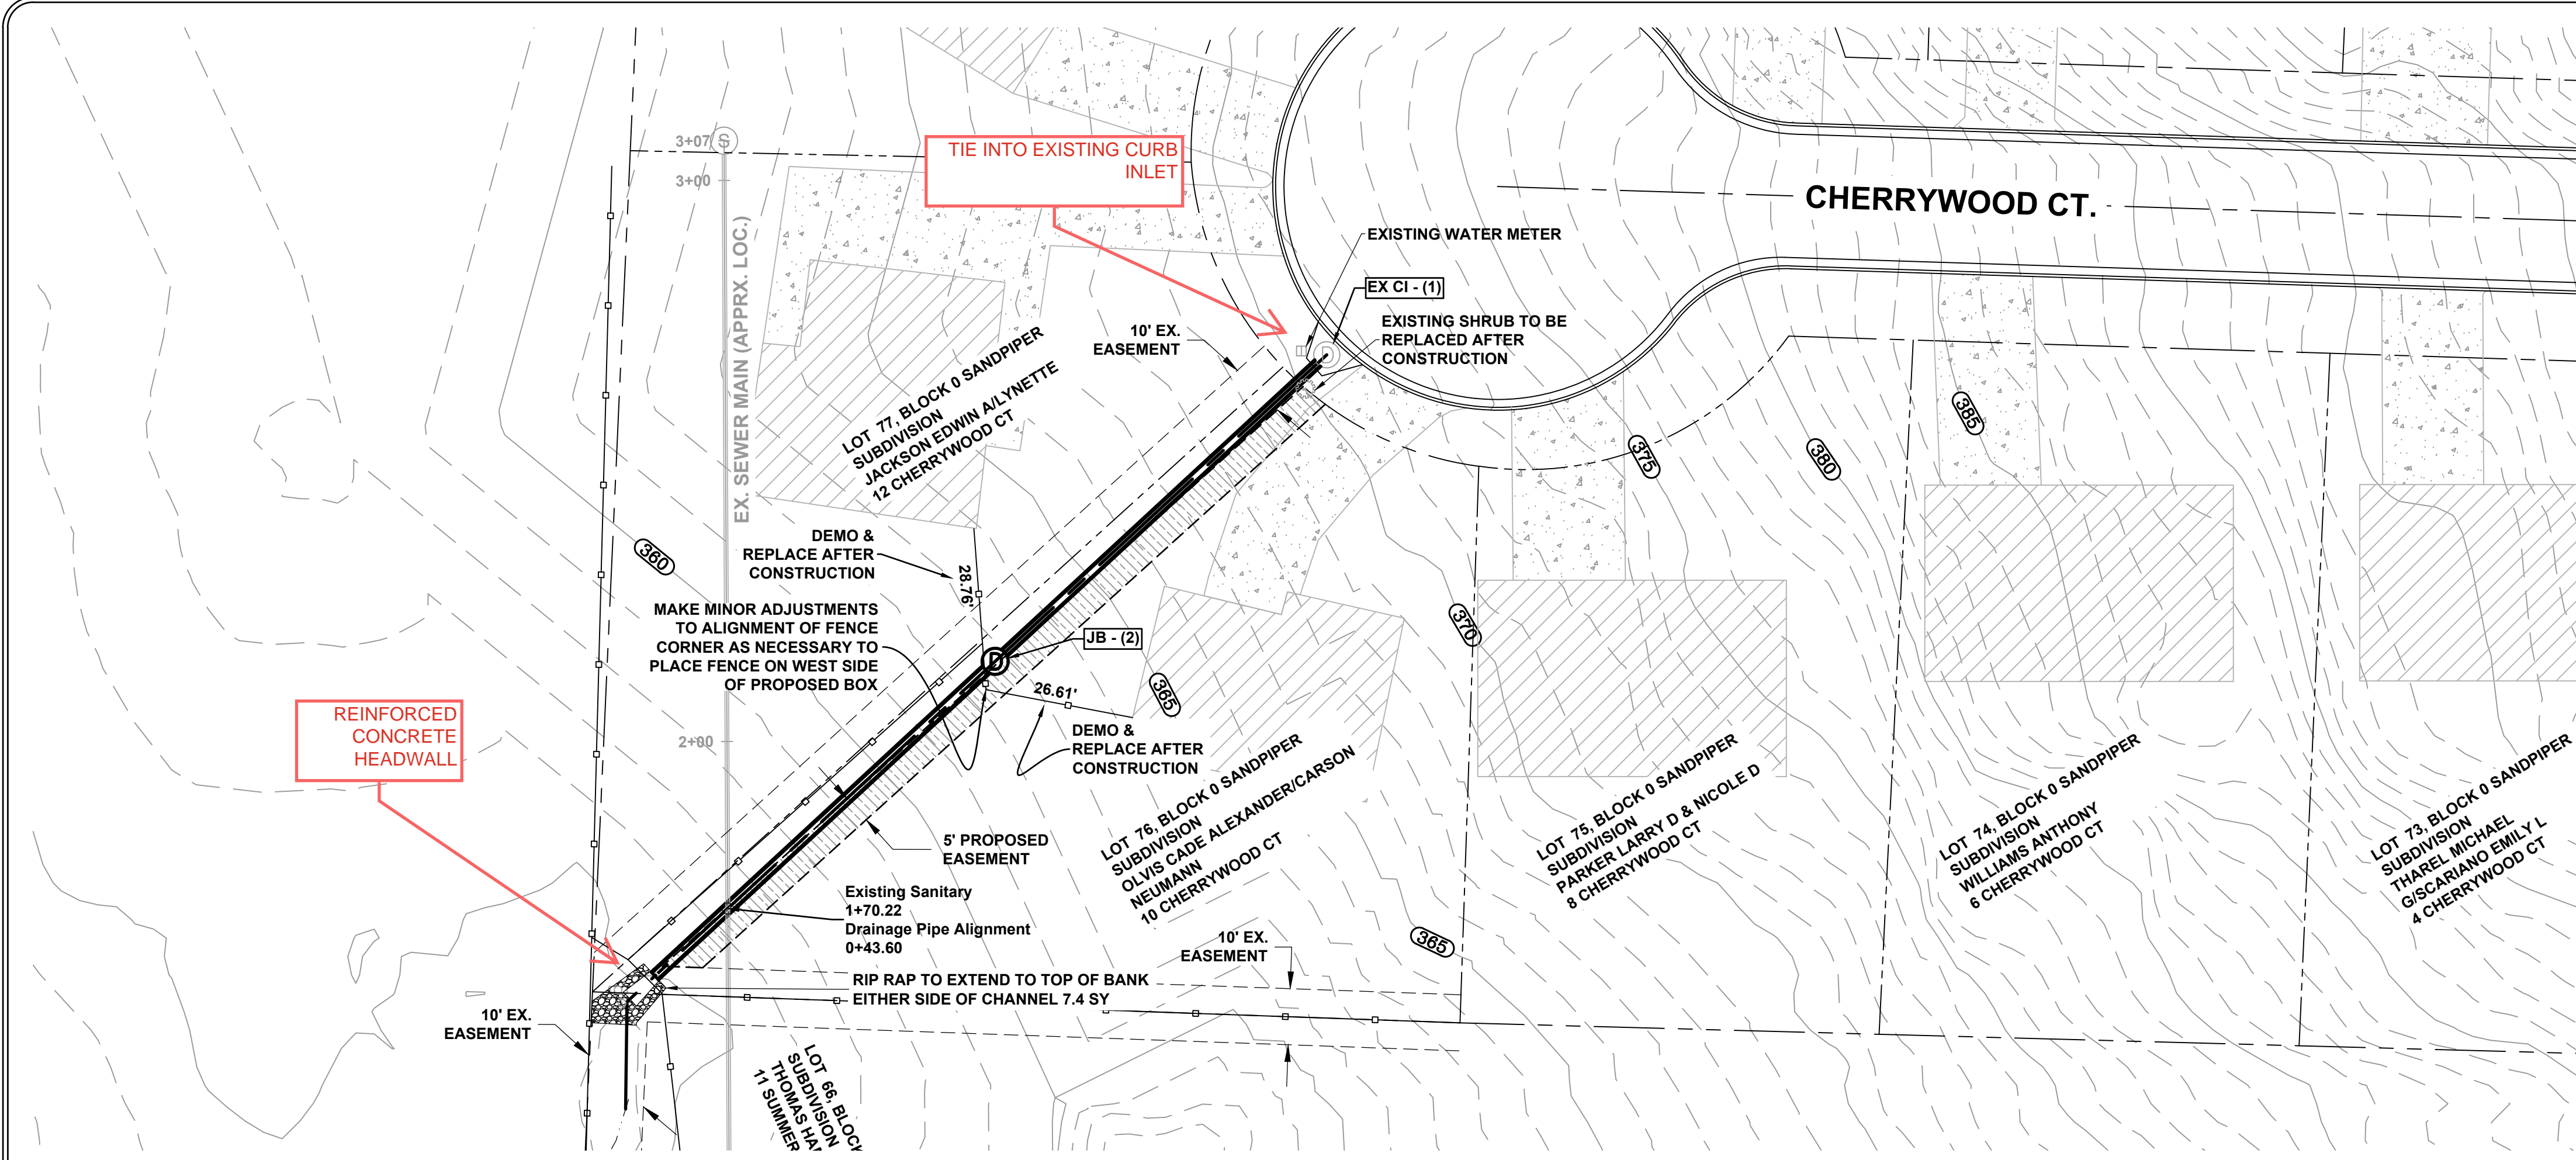 3+07
S
3+00
EX. SEWER MAIN (APPRX. LOC.)
2+00
TIE INTO EXISTING CURB
INLET
CHERRYWOOD CT.
EXISTING WATER METER
EX CI - (1)
EXISTING SHRUB TO BE
REPLACED AFTER
CONSTRUCTION
D
10' EX.
EASEMENT
LOT 77, BLOCK 0 SANDPIPER
SUBDIVISION
JACKSON EDWIN A/LYNETTE
12 CHERRYWOOD CT
360
DEMO &
REPLACE AFTER
CONSTRUCTION
28.76'
MAKE MINOR ADJUSTMENTS
TO ALIGNMENT OF FENCE
CORNER AS NECESSARY TO
PLACE FENCE ON WEST SIDE
OF PROPOSED BOX
D
JB - (2)
26.61'
DEMO &
REPLACE AFTER
CONSTRUCTION
365
370
375
380
385
REINFORCED
CONCRETE
HEADWALL
5' PROPOSED
EASEMENT
Existing Sanitary
1+70.22
Drainage Pipe Alignment
0+43.60
LOT 76, BLOCK 0 SANDPIPER
SUBDIVISION
OLVIS CADE ALEXANDER/CARSON
NEUMANN
10 CHERRYWOOD CT
LOT 75, BLOCK 0 SANDPIPER
SUBDIVISION
PARKER LARRY D & NICOLE D
8 CHERRYWOOD CT
LOT 74, BLOCK 0 SANDPIPER
SUBDIVISION
WILLIAMS ANTHONY
6 CHERRYWOOD CT
LOT 73, BLOCK 0 SANDPIPER
SUBDIVISION
THAREL MICHAEL
G/SCARIANO EMILY L
4 CHERRYWOOD CT
10' EX.
EASEMENT
365
RIP RAP TO EXTEND TO TOP OF BANK
EITHER SIDE OF CHANNEL 7.4 SY
10' EX.
EASEMENT
LOT 66, BLOCK
SUBDIVISION
THOMAS HA
11 SUMMER